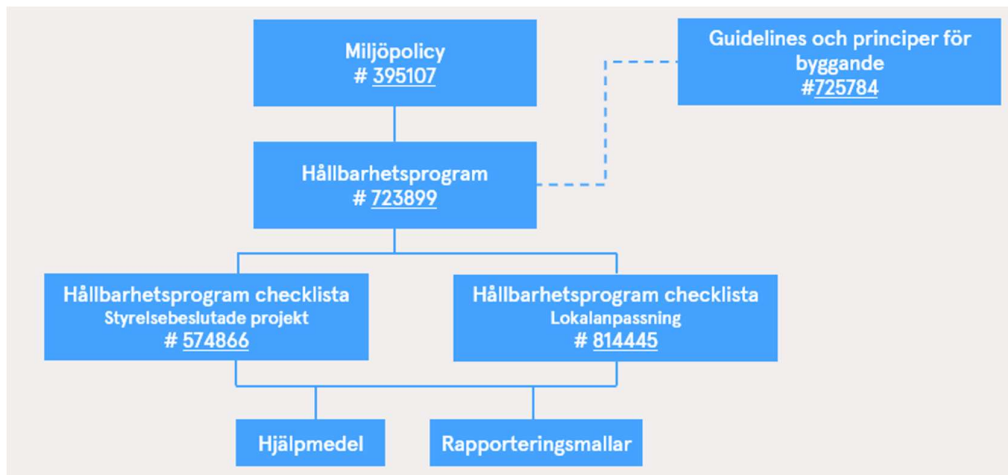 Miljöpolicy
# 395107
Guidelines och principer för
byggande
#725784
Hållbarhetsprogram
# 723899
Hållbarhetsprogram checklista
Styrelsebeslutade projekt
# 574866
Hållbarhetsprogram checklista
Lokalanpassning
# 814445
Hjälpmedel
Rapporteringsmallar